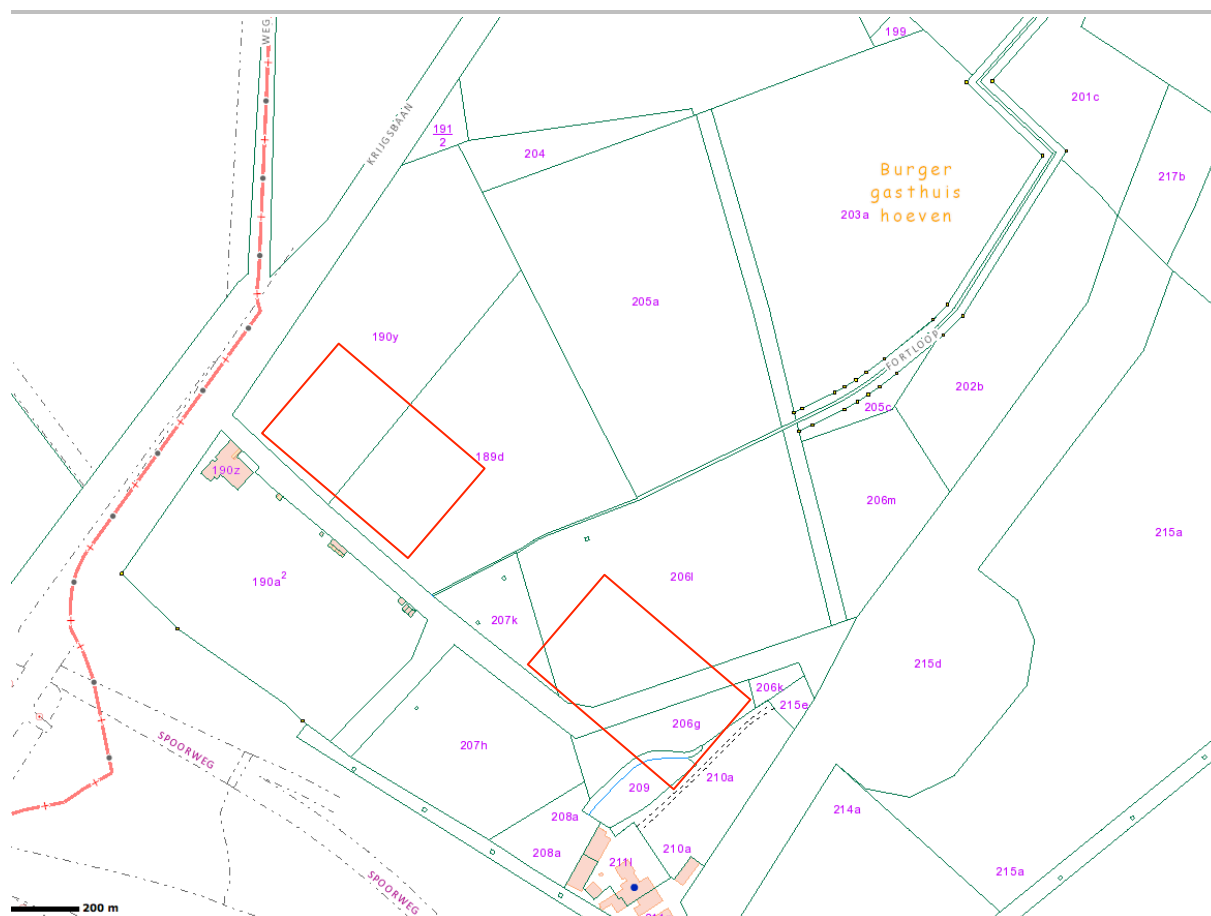 WEG
199
201c
191
2
KRIJGSBAAN
204
Burger
gasthuis
hoeven
217b
203a
205a
190y
FORTLOOP
202b
205c
189d
190z
206m
215a
190a²
206l
207k
215d
206k
215e
206g
207h
SPOORWEG
210a
209
208a
214a
208a
211l
210a
215a
SPOORWEG
200 m